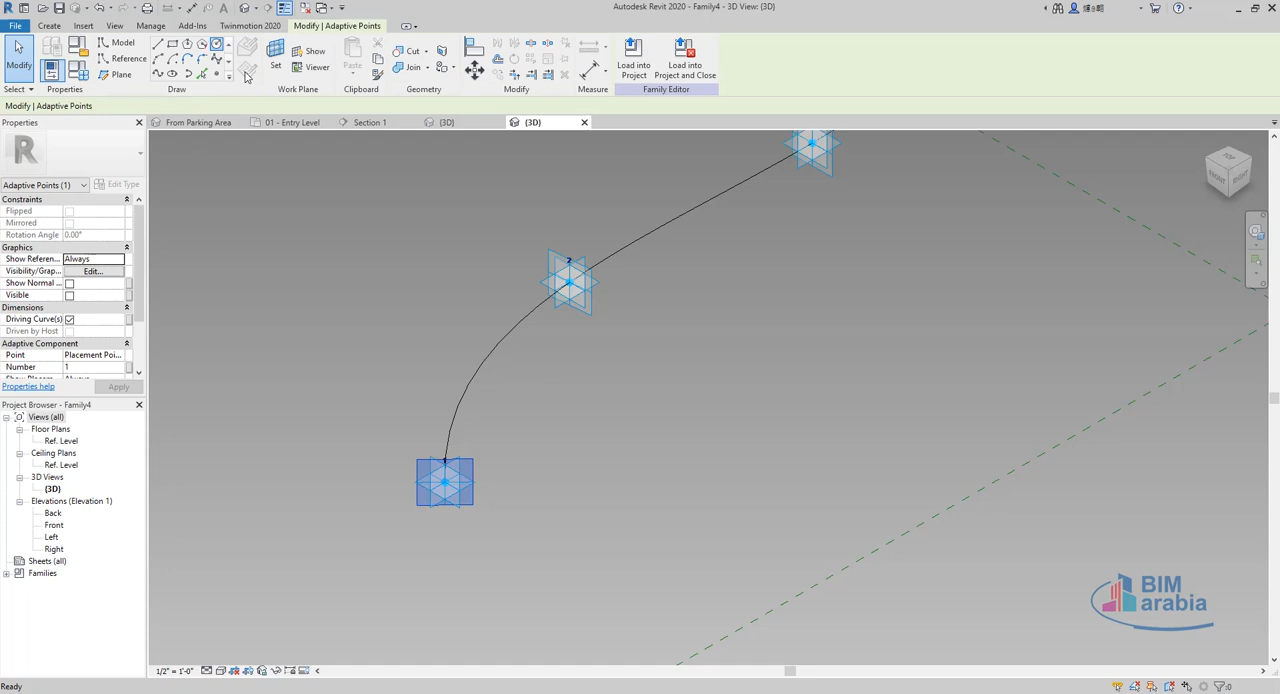 Autodesk Revit 2020 - Family4 - 3D View: {3D}
File Create Insert View Manage Add-Ins Twinmotion 2020 Modify | Adaptive Points
Modify
Model
Reference
Plane
Set
Show
Viewer
Paste
Cut
Join
Load into
Project
Load into
Project and Close
Select Properties Draw Work Plane Clipboard Geometry Modify Measure Family Editor
Modify | Adaptive Points
Properties
From Parking Area 01 - Entry Level Section 1 {3D} {3D}
R
Adaptive Points (1) Edit Type
Constraints
Flipped
Mirrored
Rotation Angle 0.00°
Graphics
Show Referen... Always
Visibility/Grap... Edit...
Show Normal ...
Visible
Dimensions
Driving Curve(s)
Driven by Host
Adaptive Component
Point Placement Poi...
Number 1
Properties help Apply
Project Browser - Family4
Views (all)
Floor Plans
Ref. Level
Ceiling Plans
Ref. Level
3D Views
{3D}
Elevations (Elevation 1)
Back
Front
Left
Right
Sheets (all)
Families
2
TOP
FRONT
RIGHT
BIM
arabia
1/2" = 1'-0"
Ready
:0